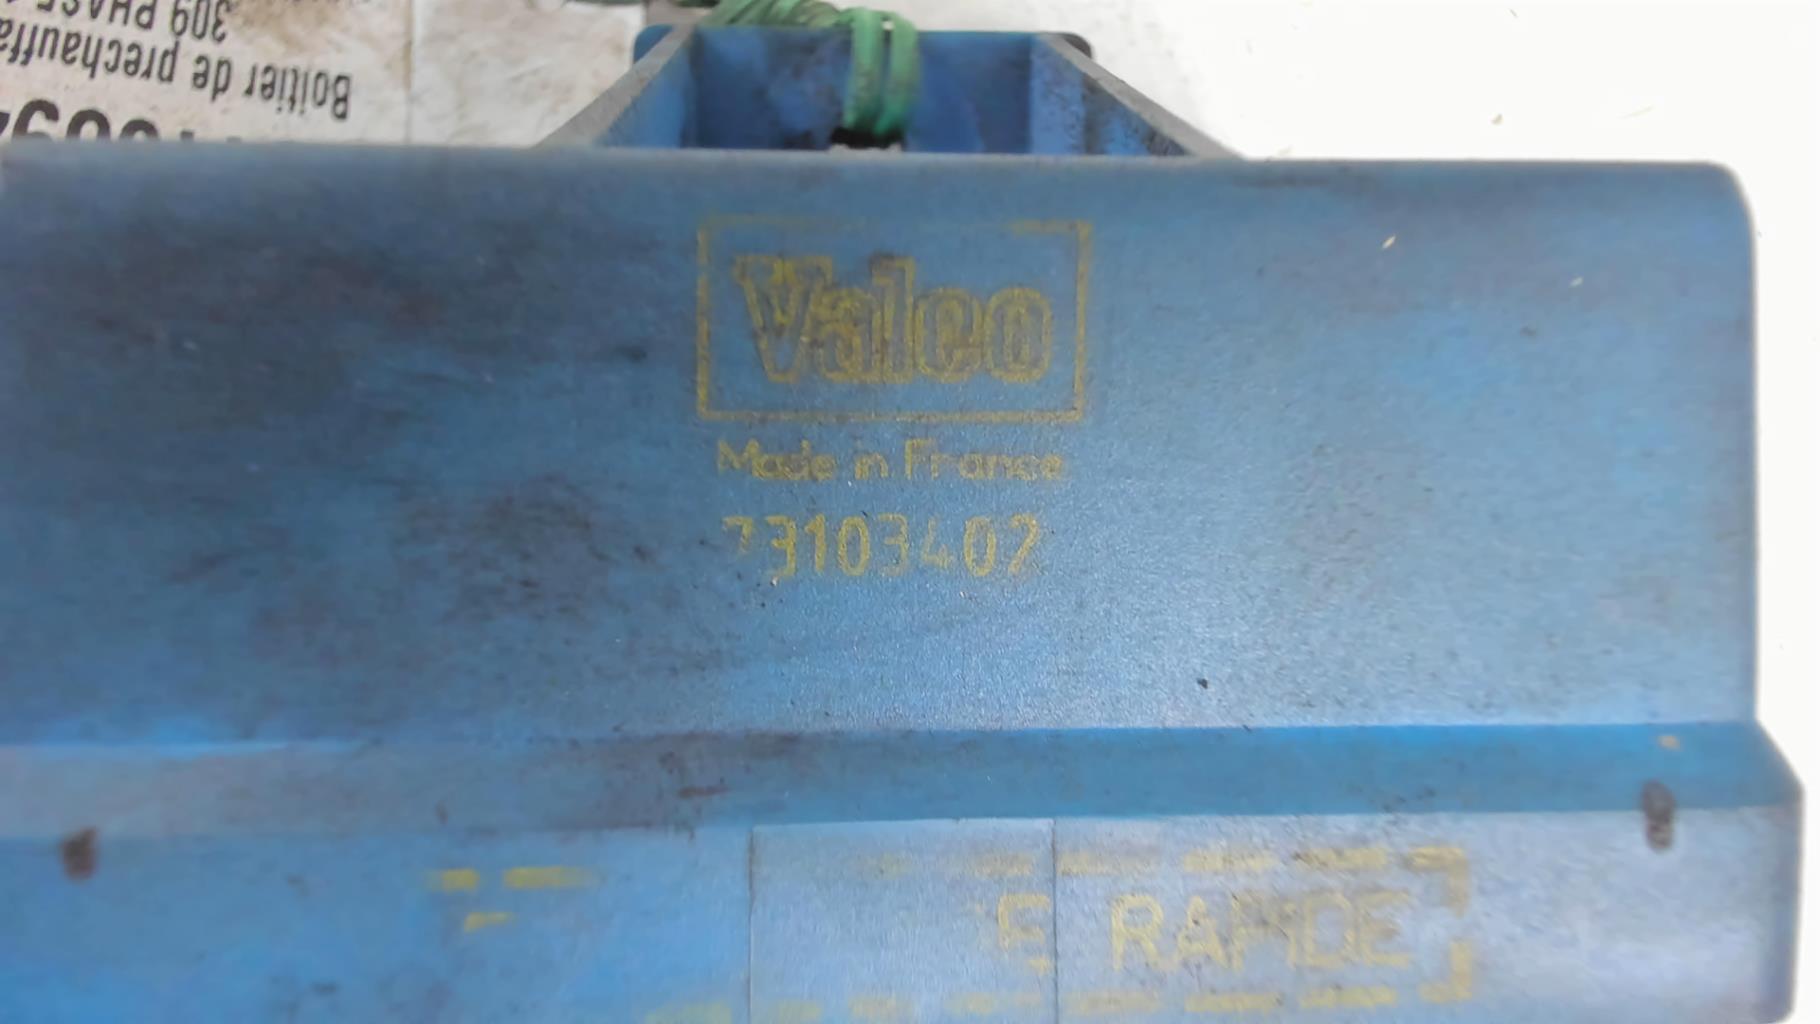 309 PHASE
Boitier de prechauffa
Valeo
Made in France
73103402
RAPIDE